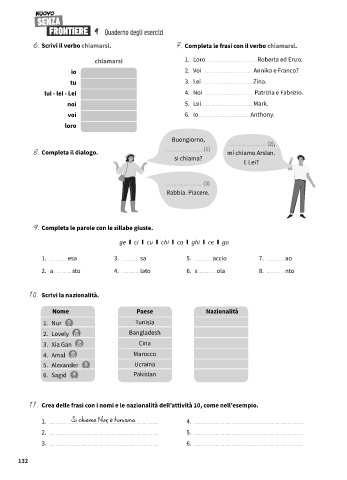 NUOVO
SENZA
FRONTIERE 1 Quaderno degli esercizi
6. Scrivi il verbo chiamarsi.
chiamarsi
io
tu
lui - lei - Lei
noi
voi
loro
7. Completa le frasi con il verbo chiamarsi.
1. Loro Roberta ed Enzo.
2. Voi Annika e Franco?
3. Lei Zina.
4. Noi Patrizia e Fabrizio.
5. Lui Mark.
6. Io Anthony.
8. Completa il dialogo.
Buongiorno,
(1)
si chiama?
(2),
mi chiamo Arslan.
E Lei?
(3)
Rabbia. Piacere.
9. Completa le parole con le sillabe giuste.
ge | ci | cu | chi | ca | ghi | ce | go
1. esa
3. sa
5. accio
7. ao
2. a sto
4. lato
6. s ola
8. nto
10. Scrivi la nazionalità.
Nome Paese Nazionalità
1. Nur Tunisia
2. Lovely Bangladesh
3. Xia Gan Cina
4. Amal Marocco
5. Alexander Ucraina
6. Sagid Pakistan
11. Crea delle frasi con i nomi e le nazionalità dell'attività 10, come nell'esempio.
1. Si chiama Nur, è tunisina.
2.
3.
4.
5.
6.
132